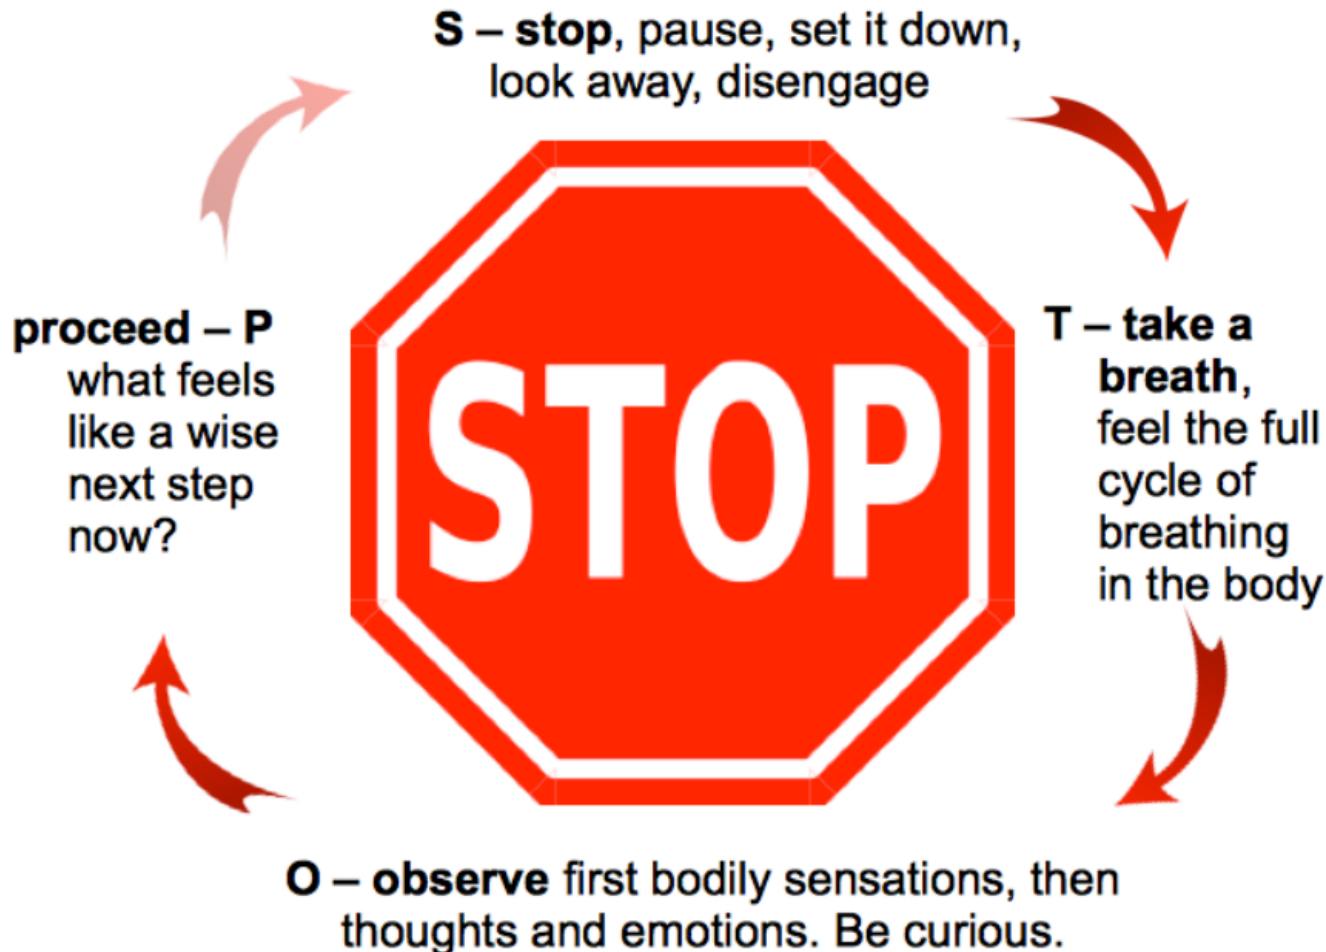 S – stop, pause, set it down,
look away, disengage
T – take a
breath,
feel the full
cycle of
breathing
in the body
O – observe first bodily sensations, then
thoughts and emotions. Be curious.
proceed – P
what feels
like a wise
next step
now?
STOP